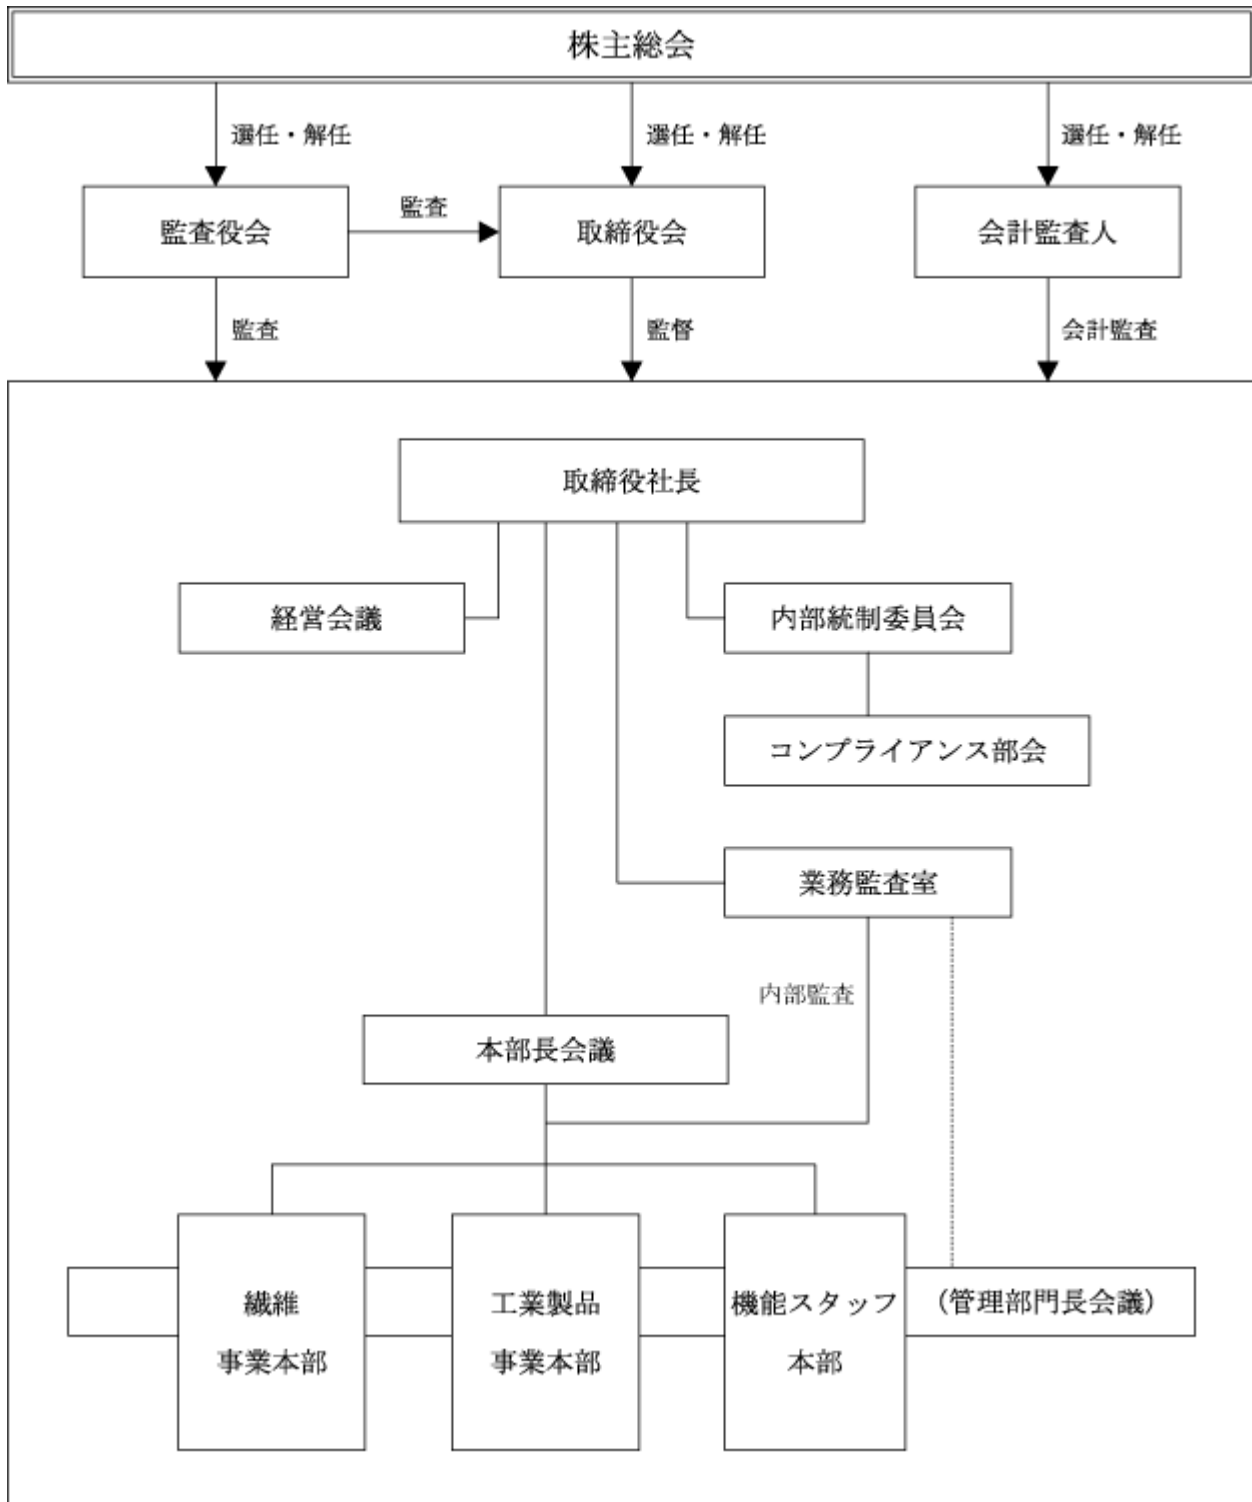 株主総会
選任・解任
選任・解任
選任・解任
監査役会
監査
取締役会
会計監査人
監査
監督
会計監査
取締役社長
経営会議
内部統制委員会
コンプライアンス部会
業務監査室
内部監査
本部長会議
繊維
事業本部
工業製品
事業本部
機能スタッフ
本部
（管理部門長会議）